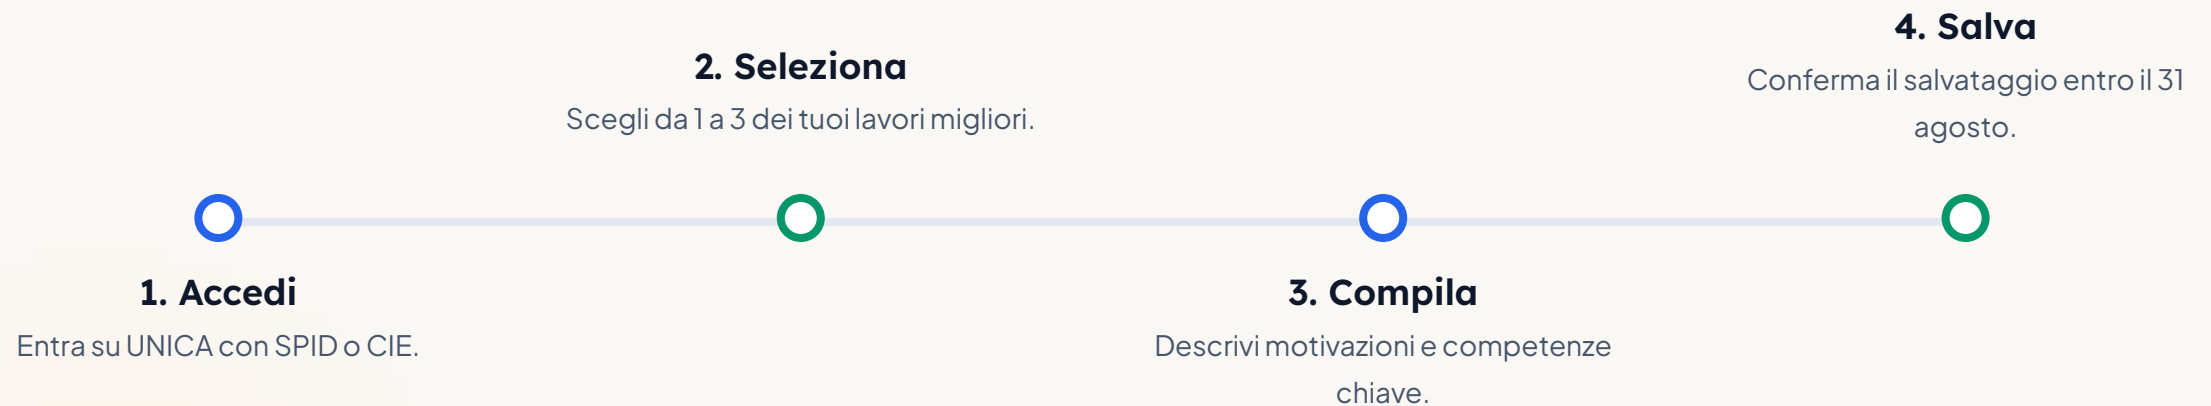 1. Accedi
Entra su UNICA con SPID o CIE.
2. Seleziona
Scegli da 1 a 3 dei tuoi lavori migliori.
3. Compila
Descrivi motivazioni e competenze
chiave.
4. Salva
Conferma il salvataggio entro il 31
agosto.